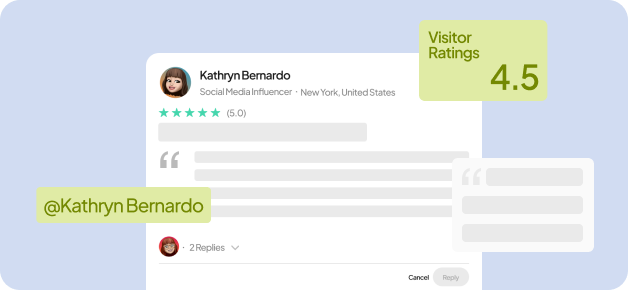 Visitor
Ratings
4.5
Kathryn Bernardo
Social Media Influencer · New York, United States
(5.0)
“
“
@Kathryn Bernardo
· 2 Replies
Cancel
Reply